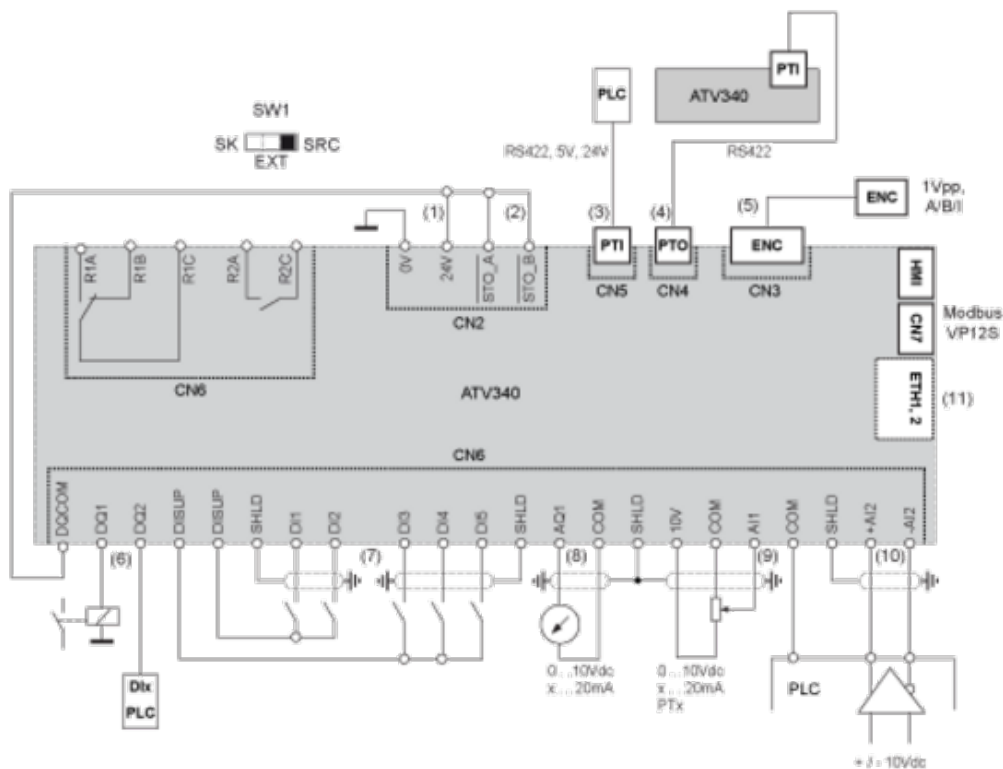 SW1
SK SRC
EXT
PLC
PTI
ATV340
RS422, 5V, 24V
RS422
ENC
1Vpp,
A/B/I
(1)
(2)
(3)
(4)
(5)
R1A
R1B
R1C
R2A
R2C
0V
24V
STO_A
STO_B
PTI
PTO
ENC
HMI
CN5
CN4
CN3
CN2
CN7
Modbus
VP12S
CN6
ATV340
ETH1, 2
(11)
CN6
DQCOM
DQ1
DQ2
DISUP
DISUP
SHLD
DI1
DI2
DI3
DI4
DI5
SHLD
AQ1
COM
SHLD
10V
COM
AI1
COM
SHLD
+AI2
-AI2
(6)
(7)
(8)
(9)
(10)
DIx
PLC
0...10Vdc
x...20mA
0...10Vdc
x...20mA
PTx
PLC
+ /- 10Vdc